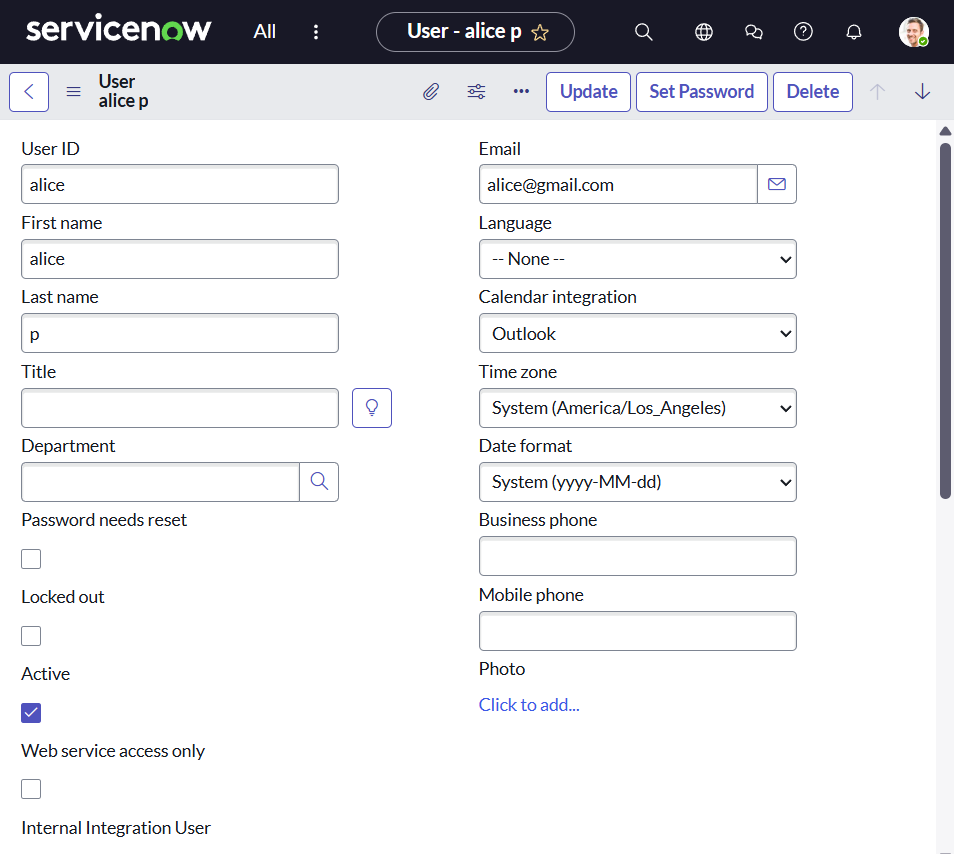 servicenow All User - alice p
User
alice p
Update Set Password Delete
User ID
alice
First name
alice
Last name
p
Title
Department
Password needs reset
Locked out
Active
Web service access only
Internal Integration User
Email
alice@gmail.com
Language
-- None --
Calendar integration
Outlook
Time zone
System (America/Los_Angeles)
Date format
System (yyyy-MM-dd)
Business phone
Mobile phone
Photo
Click to add...